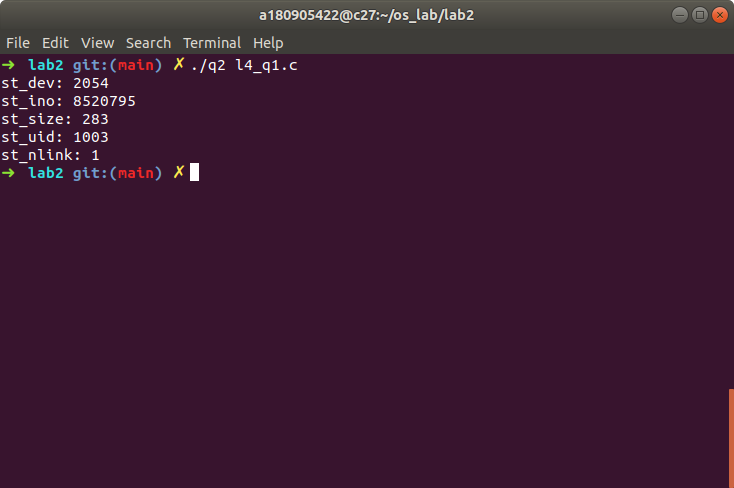 a180905422@c27:~/os_lab/lab2
File Edit View Search Terminal Help
➜ lab2 git:(main) ✗ ./q2 l4_q1.c
st_dev: 2054
st_ino: 8520795
st_size: 283
st_uid: 1003
st_nlink: 1
➜ lab2 git:(main) ✗